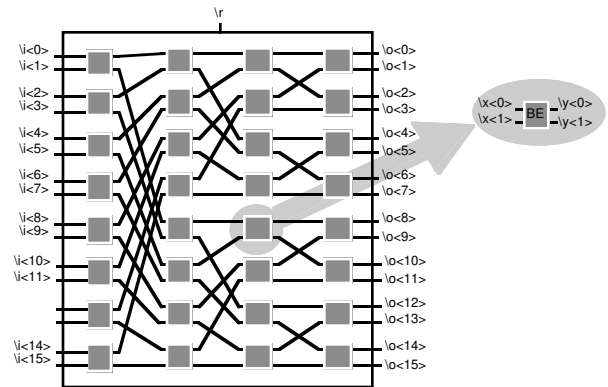 \r
\i<0>
\i<1>
\i<2>
\i<3>
\i<4>
\i<5>
\i<6>
\i<7>
\i<8>
\i<9>
\i<10>
\i<11>
\i<14>
\i<15>
\o<0>
\o<1>
\o<2>
\o<3>
\o<4>
\o<5>
\o<6>
\o<7>
\o<8>
\o<9>
\o<10>
\o<11>
\o<12>
\o<13>
\o<14>
\o<15>
\x<0> \y<0>
BE
\x<1> \y<1>